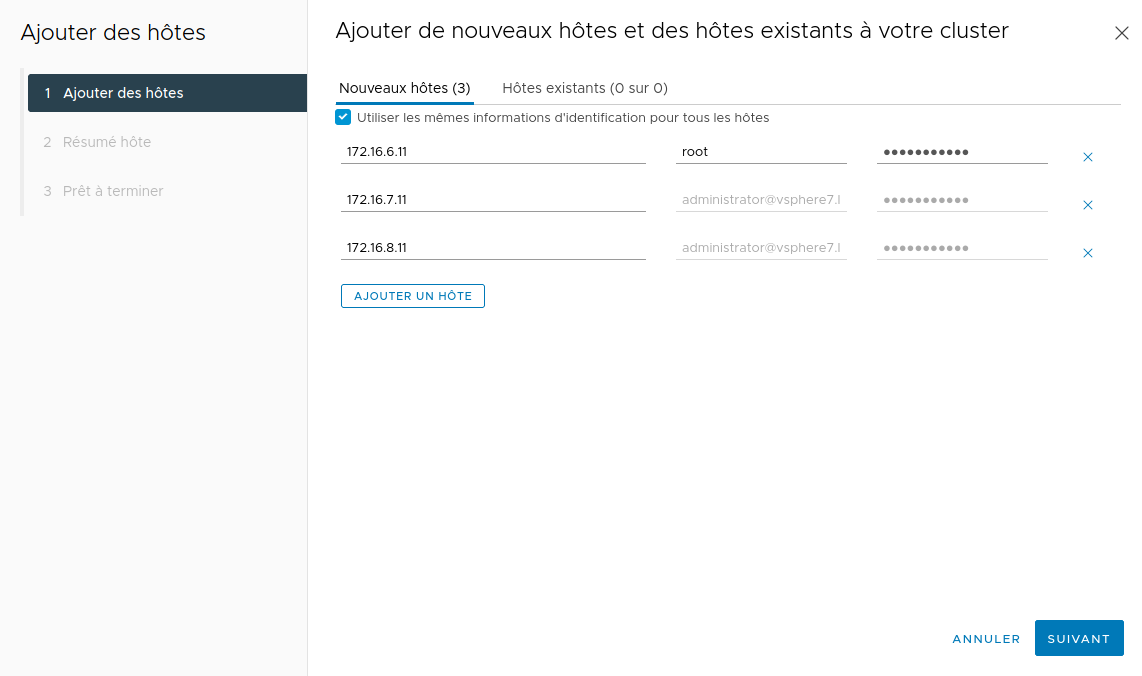 Ajouter des hôtes
1 Ajouter des hôtes
2 Résumé hôte
3 Prêt à terminer
Ajouter de nouveaux hôtes et des hôtes existants à votre cluster
Nouveaux hôtes (3) Hôtes existants (0 sur 0)
Utiliser les mêmes informations d'identification pour tous les hôtes
172.16.6.11 root ●●●●●●●●●●●
172.16.7.11 administrator@vsphere7.l ●●●●●●●●●●●
172.16.8.11 administrator@vsphere7.l ●●●●●●●●●●●
AJOUTER UN HÔTE
ANNULER SUIVANT